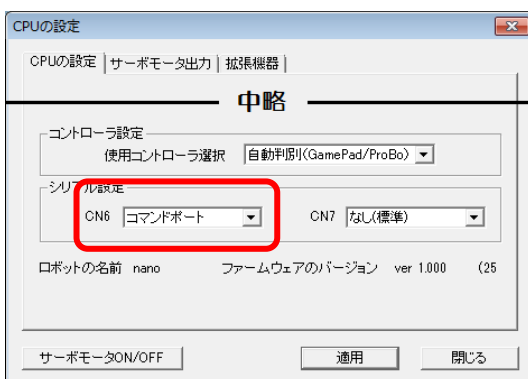 CPUの設定
CPUの設定 サーボモータ出力 拡張機器
中略
コントローラ設定
使用コントローラ選択 自動判別(GamePad/ProBo)
シリアル設定
CN6 コマンドポート CN7 なし(標準)
ロボットの名前 nano ファームウェアのバージョン ver 1.000 (25
サーボモータON/OFF 適用 閉じる